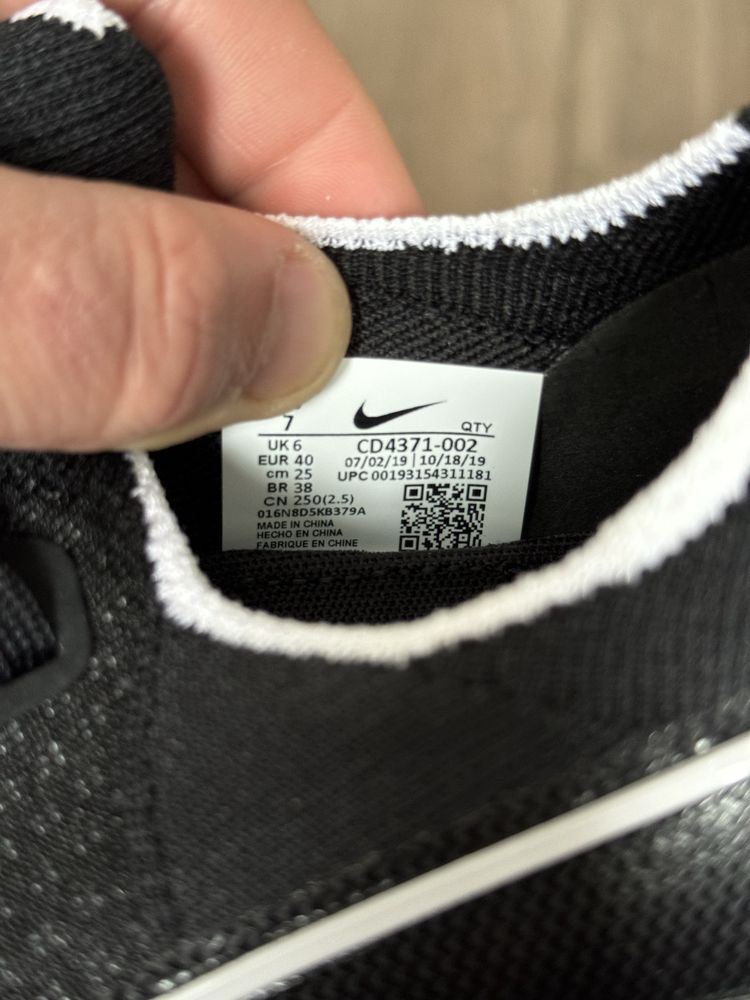 7
QTY
UK 6
CD4371-002
EUR 40
07/02/19 | 10/18/19
cm 25
UPC 00193154311181
BR 38
CN 250(2.5)
016N8D5KB379A
MADE IN CHINA
HECHO EN CHINA
FABRIQUE EN CHINE